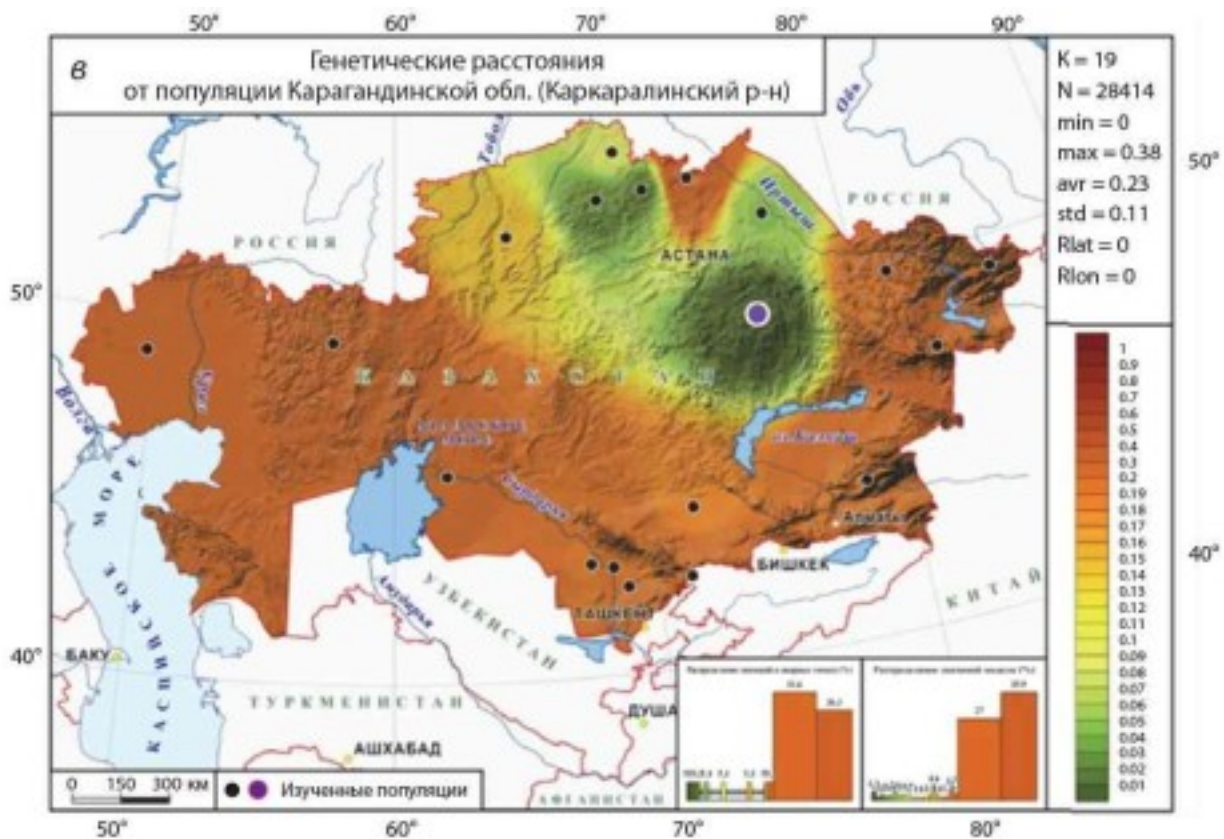 50° 60° 70° 80° 90°
в
Генетические расстояния
от популяции Карагандинской обл. (Каркаралинский р-н)
K = 19
N = 28414
min = 0
max = 0.38
avr = 0.23
std = 0.11
Rlat = 0
Rlon = 0
Обь
Тобол
50°
РОССИЯ
РОССИЯ
Иртыш
АСТАНА
50°
КАЗАХСТАН
Волга
Урал
оз. Балхаш
Сырдарья
Алматы
БИШКЕК
40°
КИТАЙ
УЗБЕКИСТАН
ТАШКЕНТ
Амударья
КАСПИЙСКОЕ МОРЕ
БАКУ
40°
ТУРКМЕНИСТАН
ДУША
АШХАБАД
АФГАНИСТАН
1
0.9
0.8
0.7
0.6
0.5
0.4
0.3
0.2
0.19
0.18
0.17
0.16
0.15
0.14
0.13
0.12
0.11
0.1
0.09
0.08
0.07
0.06
0.05
0.04
0.03
0.02
0.01
27
0 150 300 км
Изученные популяции
50° 60° 70° 80°